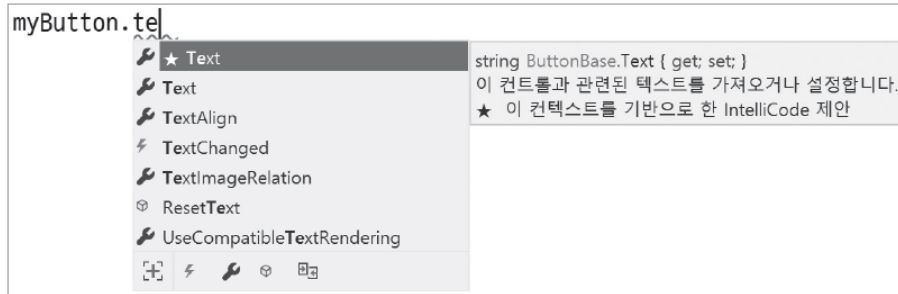 myButton.te
★ Text
Text
TextAlign
TextChanged
TextImageRelation
ResetText
UseCompatibleTextRendering
string ButtonBase.Text { get; set; }
이 컨트롤과 관련된 텍스트를 가져오거나 설정합니다.
★ 이 컨텍스트를 기반으로 한 IntelliCode 제안